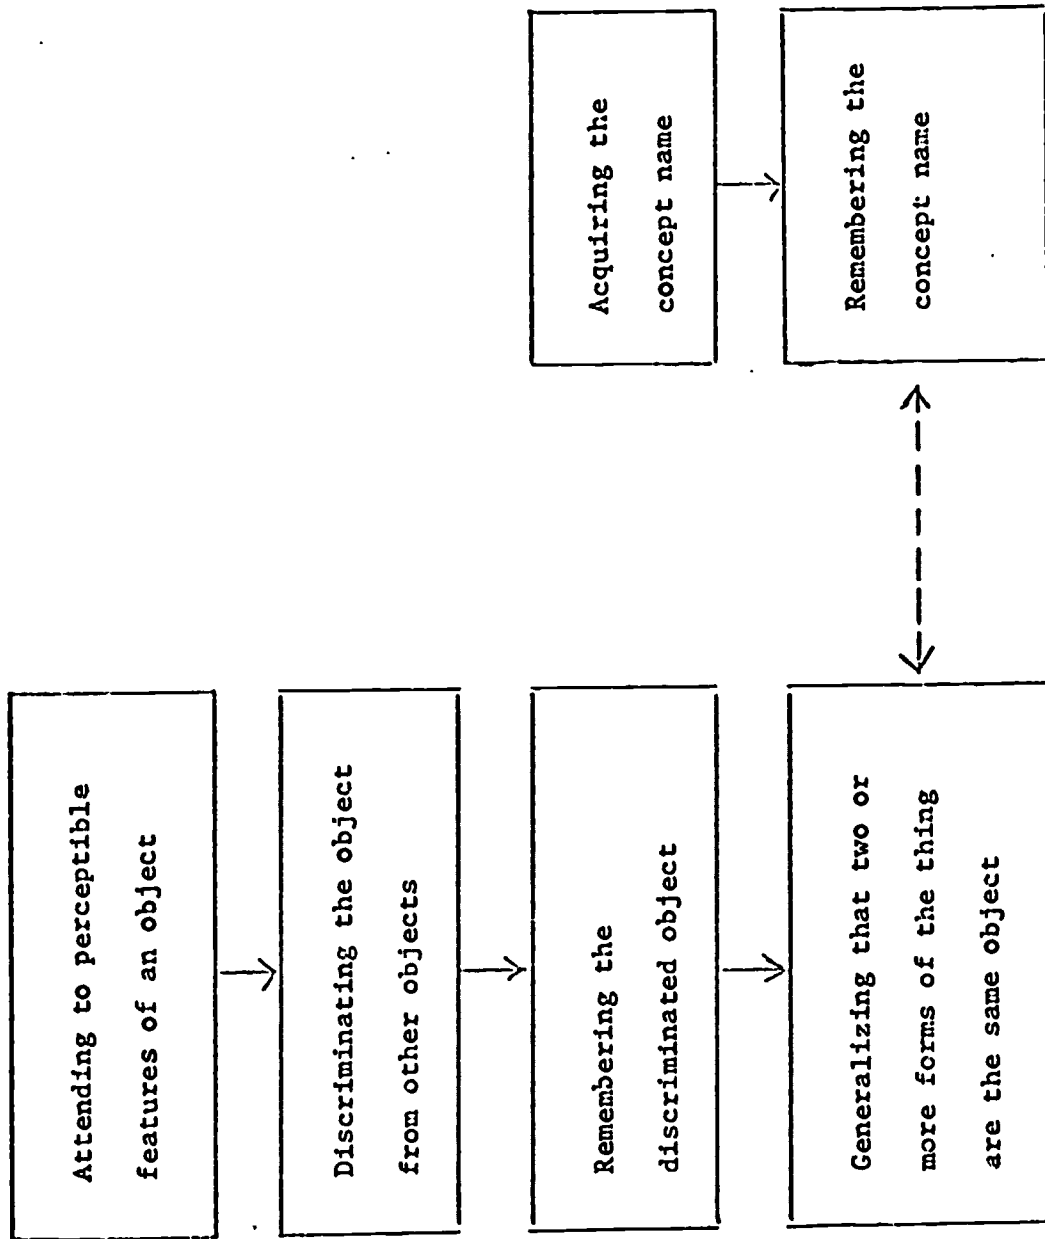 Attending to perceptible
features of an object
Discriminating the object
from other objects
Remembering the
discriminated object
Generalizing that two or
more forms of the thing
are the same object
Acquiring the
concept name
Remembering the
concept name